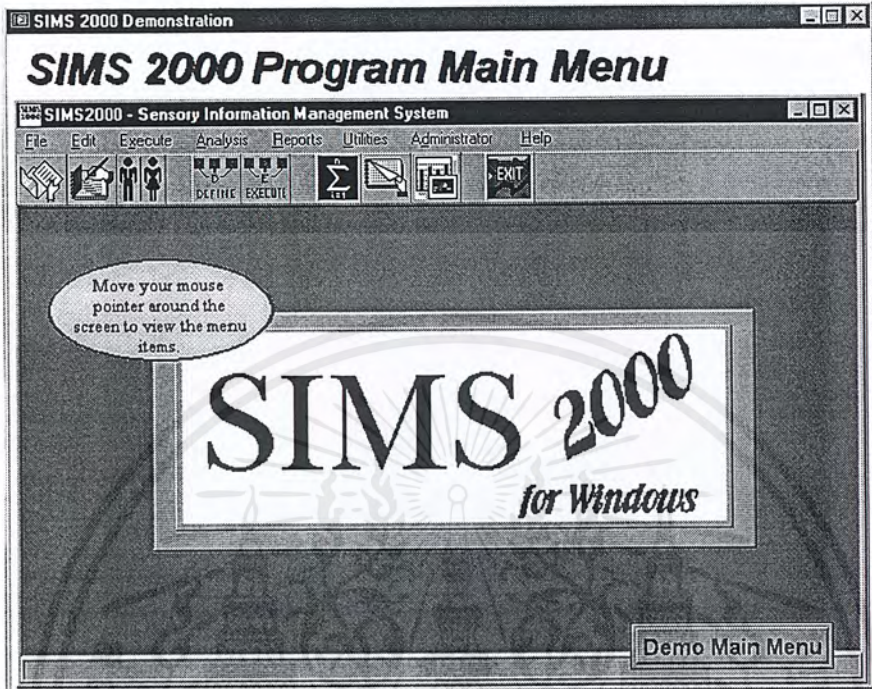 SIMS 2000 Demonstration
SIMS 2000 Program Main Menu
SIMS2000 - Sensory Information Management System
File Edit Execute Analysis Reports Utilities Administrator Help
DEFINE EXECUTE EXIT
Move your mouse
pointer around the
screen to view the menu
items.
SIMS 2000
for Windows
Demo Main Menu